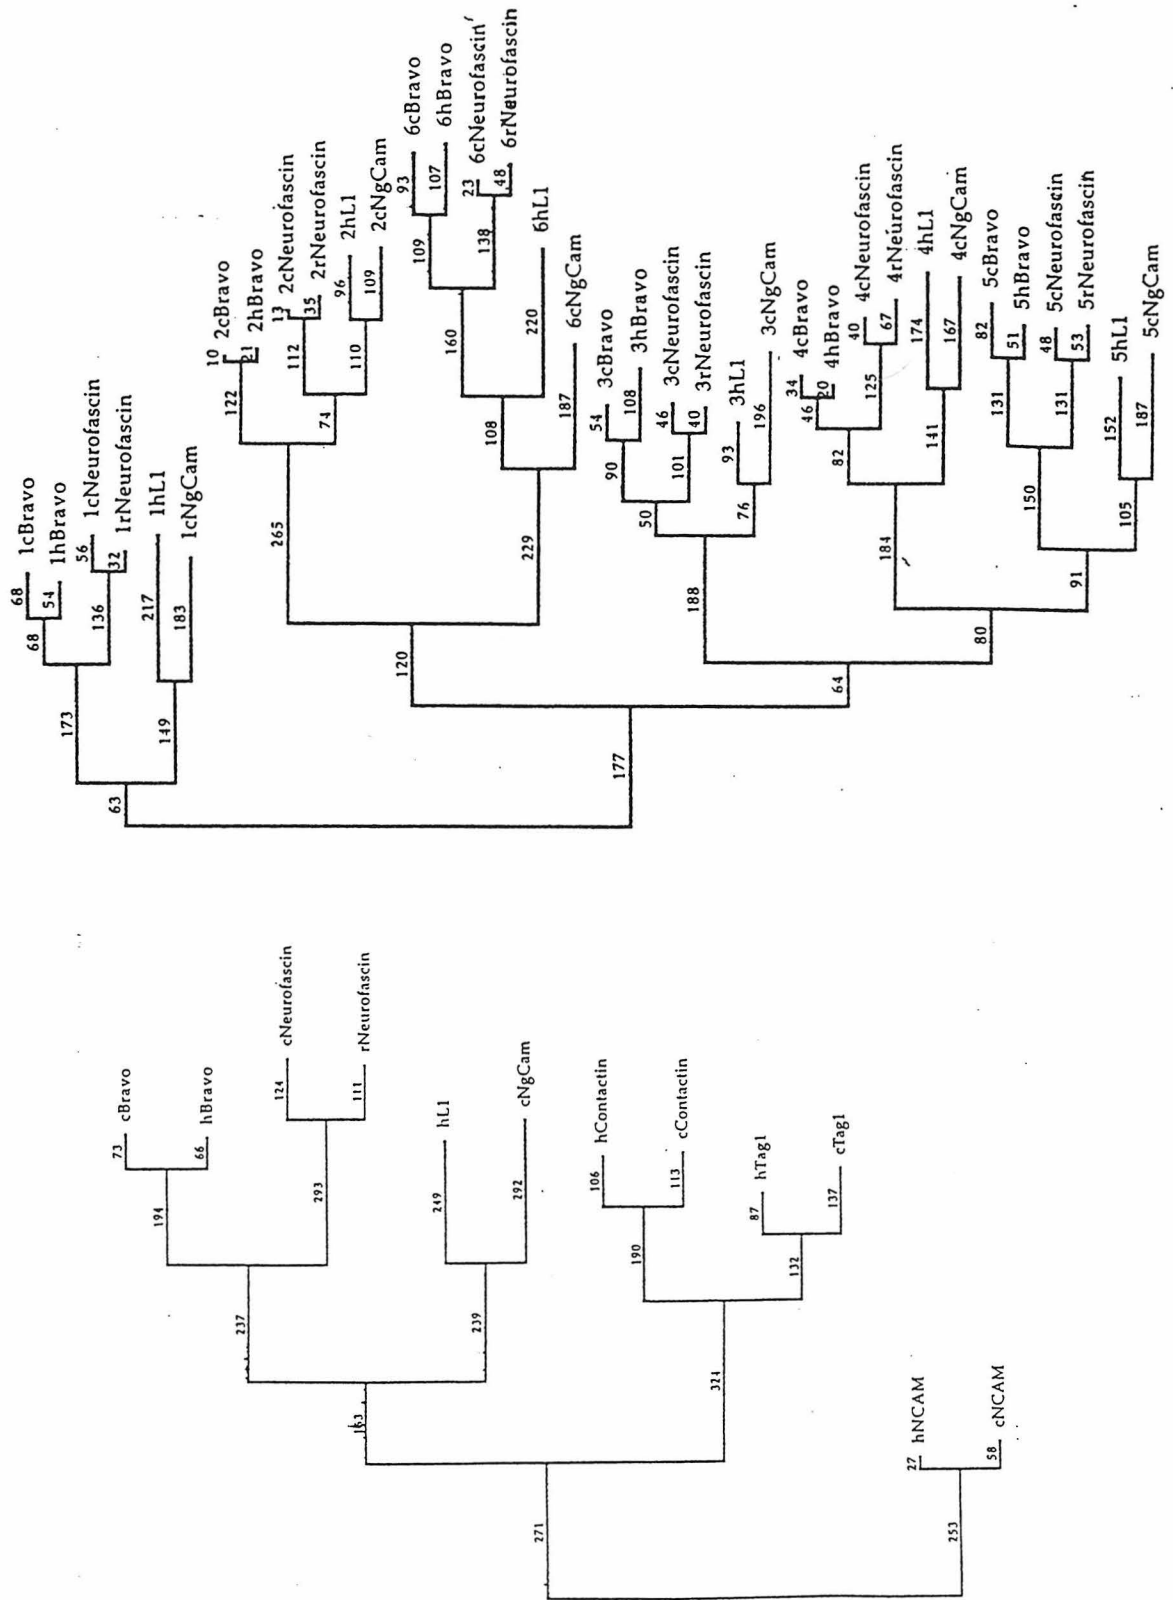 68
1cBravo
68
54
1hBravo
173
56
1cNeurofascin
136
32
1rNeurofascin
63
217
1hL1
149
183
1cNgCam
10
2cBravo
122
21
2hBravo
265
13
2cNeurofascin
112
35
2rNeurofascin
74
96
2hL1
110
109
2cNgCam
120
93
6cBravo
109
107
6hBravo
160
23
6cNeurofascin
138
48
6rNeurofascin
108
220
6hL1
229
187
6cNgCam
177
54
3cBravo
90
108
3hBravo
50
46
3cNeurofascin
101
40
3rNeurofascin
188
93
3hL1
76
196
3cNgCam
64
34
4cBravo
46
20
4hBravo
82
40
4cNeurofascin
125
67
4rNeurofascin
184
174
4hL1
141
167
4cNgCam
80
82
5cBravo
131
51
5hBravo
150
48
5cNeurofascin
131
53
5rNeurofascin
91
152
5hL1
105
187
5cNgCam
73
cBravo
194
66
hBravo
237
124
cNeurofascin
293
111
rNeurofascin
163
249
hL1
239
292
cNgCam
271
106
hContactin
190
113
cContactin
324
87
hTag1
132
137
cTag1
27
hNCAM
253
58
cNCAM